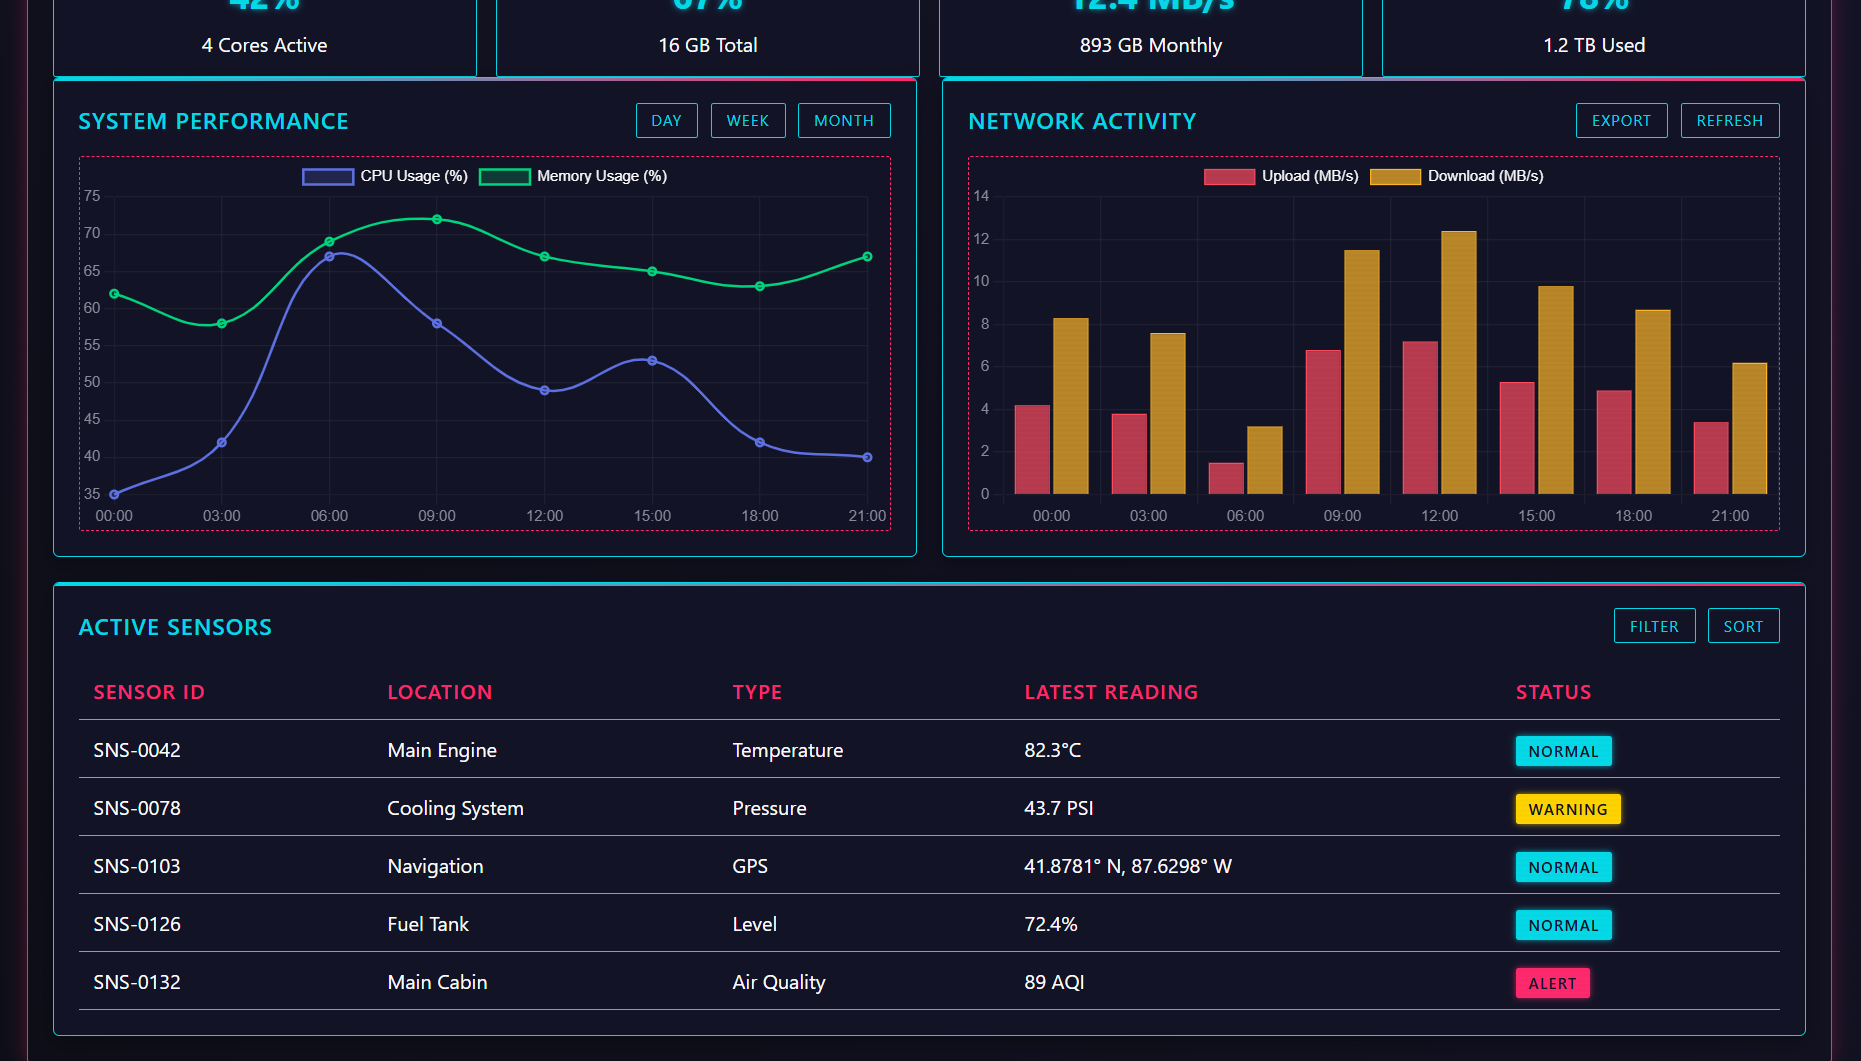 42% 67% 12.4 MB/s 78%
4 Cores Active 16 GB Total 893 GB Monthly 1.2 TB Used
SYSTEM PERFORMANCE DAY WEEK MONTH
CPU Usage (%) Memory Usage (%)
75
70
65
60
55
50
45
40
35
00:00 03:00 06:00 09:00 12:00 15:00 18:00 21:00
NETWORK ACTIVITY EXPORT REFRESH
Upload (MB/s) Download (MB/s)
14
12
10
8
6
4
2
0
00:00 03:00 06:00 09:00 12:00 15:00 18:00 21:00
ACTIVE SENSORS FILTER SORT
SENSOR ID LOCATION TYPE LATEST READING STATUS
SNS-0042 Main Engine Temperature 82.3°C NORMAL
SNS-0078 Cooling System Pressure 43.7 PSI WARNING
SNS-0103 Navigation GPS 41.8781° N, 87.6298° W NORMAL
SNS-0126 Fuel Tank Level 72.4% NORMAL
SNS-0132 Main Cabin Air Quality 89 AQI ALERT